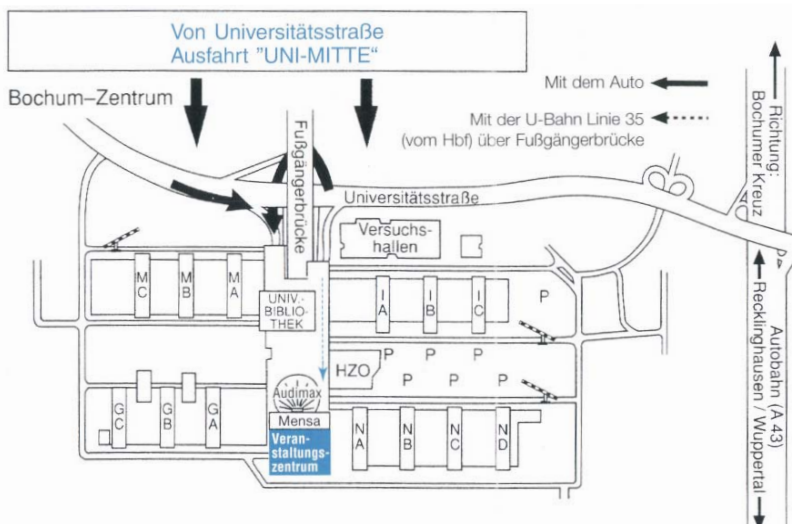 Von Universitätsstraße
Ausfahrt "UNI-MITTE“
Bochum–Zentrum
Mit dem Auto
Mit der U-Bahn Linie 35
(vom Hbf) über Fußgängerbrücke
Richtung:
Bochumer Kreuz
Fußgängerbrücke
Universitätsstraße
Versuchs-
hallen
MC
MB
MA
UNIV.-
BIBLIO-
THEK
IA
IB
IC
P
HZO
P
P
P
P
P
P
Audimax
Mensa
Veran-
staltungs-
zentrum
GC
GB
GA
NA
NB
NC
ND
Autobahn (A 43)
Recklinghausen / Wuppertal